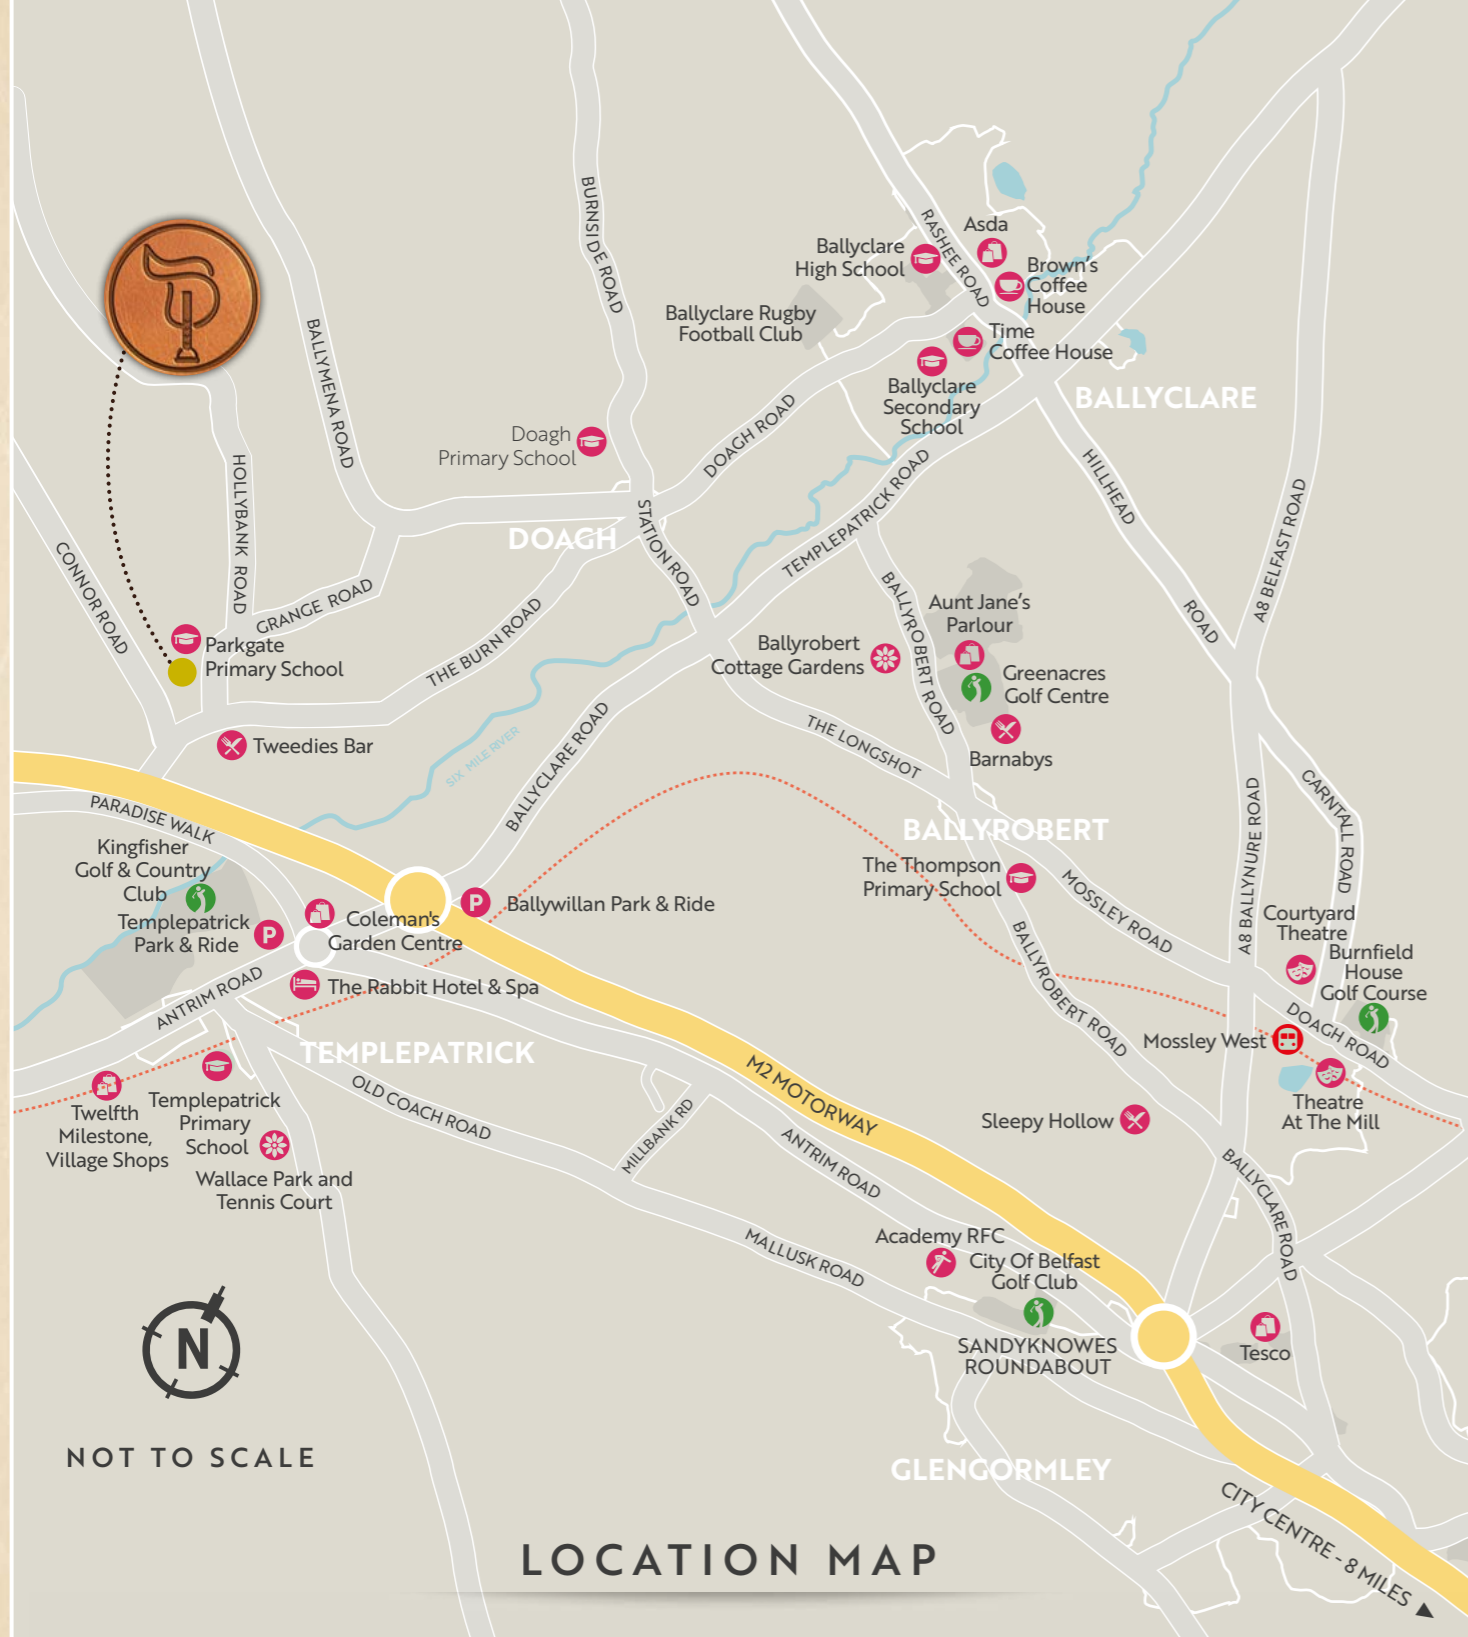 BURNSIDE ROAD
RASHEE ROAD
Asda
Ballyclare
High School
Brown's
Coffee
House
Ballyclare Rugby
Football Club
Time
Coffee House
Ballyclare
Secondary
School
BALLYCLARE
BALLYMENA ROAD
DOAGH ROAD
Doagh
Primary School
HOLLYBANK ROAD
HILLHEAD
ROAD
TEMPLEPATRICK ROAD
A8 BELFAST ROAD
DOAGH
STATION ROAD
CONNOR ROAD
GRANGE ROAD
THE BURN ROAD
BALLYROBERT ROAD
Aunt Jane's
Parlour
Parkgate
Primary School
Ballyrobert
Cottage Gardens
Greenacres
Golf Centre
Tweedies Bar
SIX MILE RIVER
BALLYCLARE ROAD
THE LONGSHOT
Barnabys
PARADISE WALK
BALLYROBERT
A8 BALLYNURE ROAD
CARNTALL ROAD
Kingfisher
Golf & Country
Club
The Thompson
Primary School
MOSSLEY ROAD
P
Ballywillan Park & Ride
Templepatrick
Park & Ride
P
Coleman's
Garden Centre
Courtyard
Theatre
Burnfield
House
Golf Course
ANTRIM ROAD
The Rabbit Hotel & Spa
BALLYROBERT ROAD
DOAGH ROAD
Mossley West
TEMPLEPATRICK
M2 MOTORWAY
Twelfth
Milestone,
Village Shops
Templepatrick
Primary
School
OLD COACH ROAD
Theatre
At The Mill
Sleepy Hollow
MILLBANK RD
ANTRIM ROAD
Wallace Park and
Tennis Court
BALLYCLARE ROAD
MALLUSK ROAD
Academy RFC
City Of Belfast
Golf Club
N
SANDYKNOWES
ROUNDABOUT
Tesco
NOT TO SCALE
GLENGORMLEY
CITY CENTRE - 8 MILES
LOCATION MAP